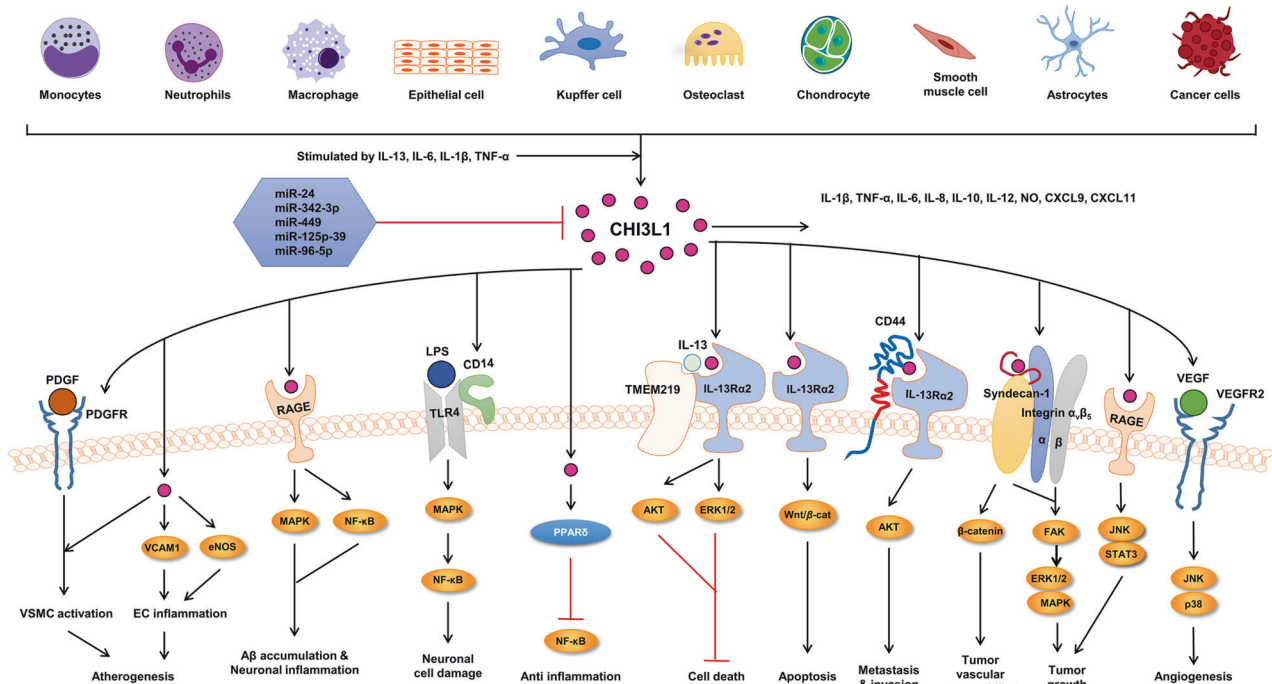 Monocytes
Neutrophils
Macrophage
Epithelial cell
Kupffer cell
Osteoclast
Chondrocyte
Smooth
muscle cell
Astrocytes
Cancer cells
Stimulated by IL-13, IL-6, IL-1β, TNF-α
miR-24
miR-342-3p
miR-449
miR-125p-39
miR-96-5p
CHI3L1
IL-1β, TNF-α, IL-6, IL-8, IL-10, IL-12, NO, CXCL9, CXCL11
PDGF
PDGFR
RAGE
LPS
CD14
TLR4
IL-13
TMEM219
IL-13Rα2
IL-13Rα2
CD44
IL-13Rα2
Syndecan-1
Integrin αᵥβ₅
α
β
RAGE
VEGF
VEGFR2
VCAM1
eNOS
MAPK
NF-κB
MAPK
NF-κB
PPARδ
NF-κB
AKT
ERK1/2
Wnt/β-cat
AKT
β-catenin
FAK
ERK1/2
MAPK
JNK
STAT3
JNK
p38
VSMC activation
EC inflammation
Atherogenesis
Aβ accumulation &
Neuronal inflammation
Neuronal
cell damage
Anti inflammation
Cell death
Apoptosis
Metastasis
& invasion
Tumor
vascular
Tumor
growth
Angiogenesis